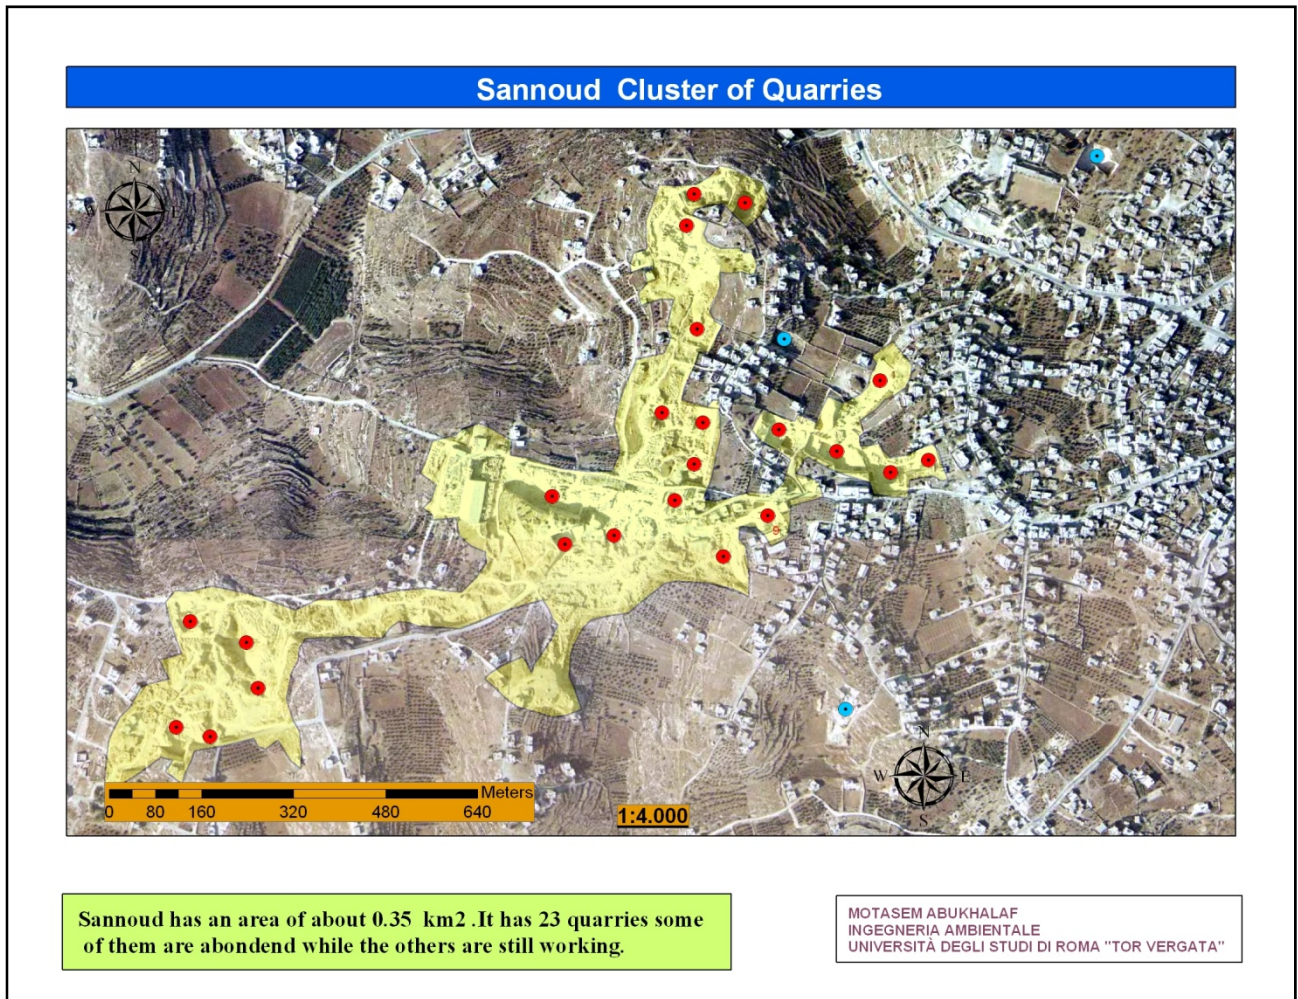 Sannoud Cluster of Quarries
N
W E
S
9
N
W E
S
Meters
0 80 160 320 480 640
1:4.000
Sannoud has an area of about 0.35 km2 .It has 23 quarries some
of them are abondend while the others are still working.
MOTASEM ABUKHALAF
INGEGNERIA AMBIENTALE
UNIVERSITÀ DEGLI STUDI DI ROMA "TOR VERGATA"